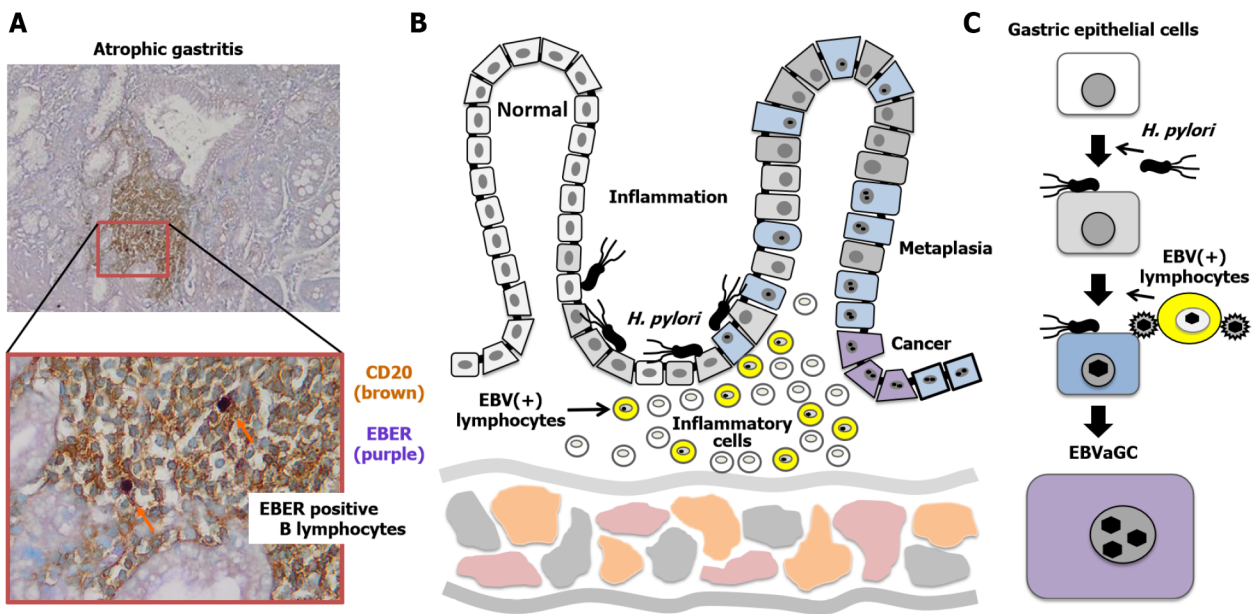 A
Atrophic gastritis
CD20
(brown)
EBER
(purple)
EBER positive
B lymphocytes
B
Normal
Inflammation
H. pylori
Metaplasia
Cancer
EBV(+)
lymphocytes
Inflammatory
cells
C
Gastric epithelial cells
H. pylori
EBV(+)
lymphocytes
EBVaGC